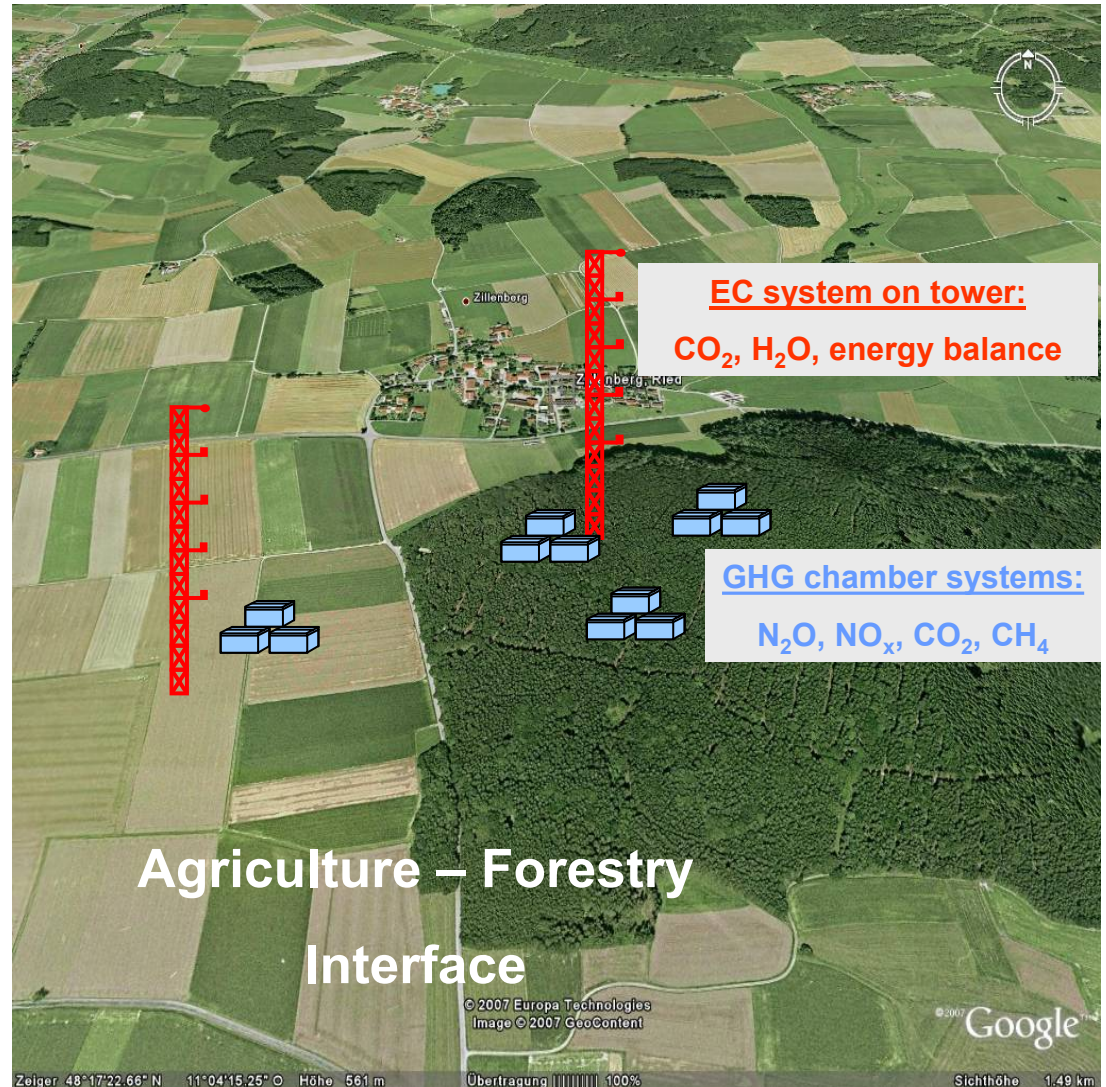 N
Zillenberg
EC system on tower:
CO₂, H₂O, energy balance
Zillenberg, Ried
GHG chamber systems:
N₂O, NOₓ, CO₂, CH₄
Agriculture – Forestry
Interface
© 2007 Europa Technologies
Image © 2007 GeoContent
©2007 Google™
Zeiger 48°17'22.66" N 11°04'15.25" O Höhe 561 m Übertragung |||||||||| 100% Sichthöhe 1.49 km